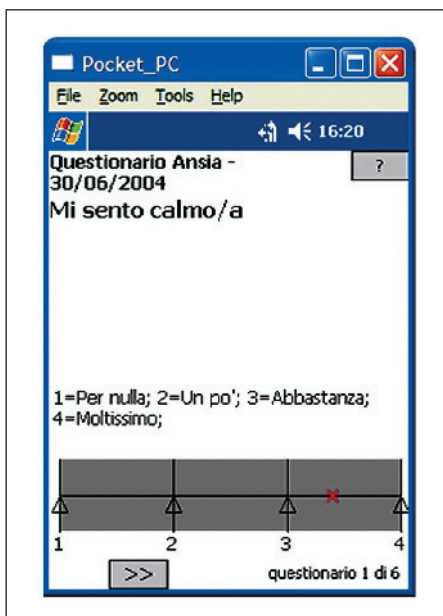 Pocket_PC
File Zoom Tools Help
16:20
Questionario Ansia -
30/06/2004
?
Mi sento calmo/a
1=Per nulla; 2=Un po'; 3=Abbastanza;
4=Moltissimo;
1 2 3 4
>> questionario 1 di 6